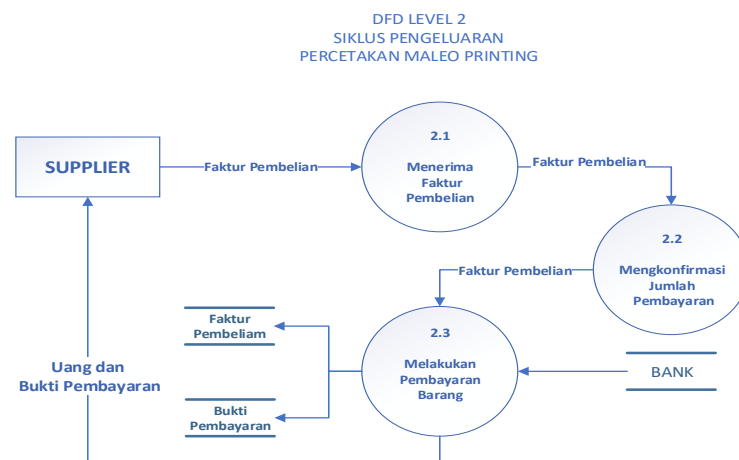 DFD LEVEL 2
SIKLUS PENGELUARAN
PERCETAKAN MALEO PRINTING
SUPPLIER
Faktur Pembelian
2.1
Menerima
Faktur
Pembelian
Faktur Pembelian
2.2
Mengkonfirmasi
Jumlah
Pembayaran
Faktur Pembelian
2.3
Melakukan
Pembayaran
Barang
BANK
Faktur
Pembeliam
Bukti
Pembayaran
Uang dan
Bukti Pembayaran